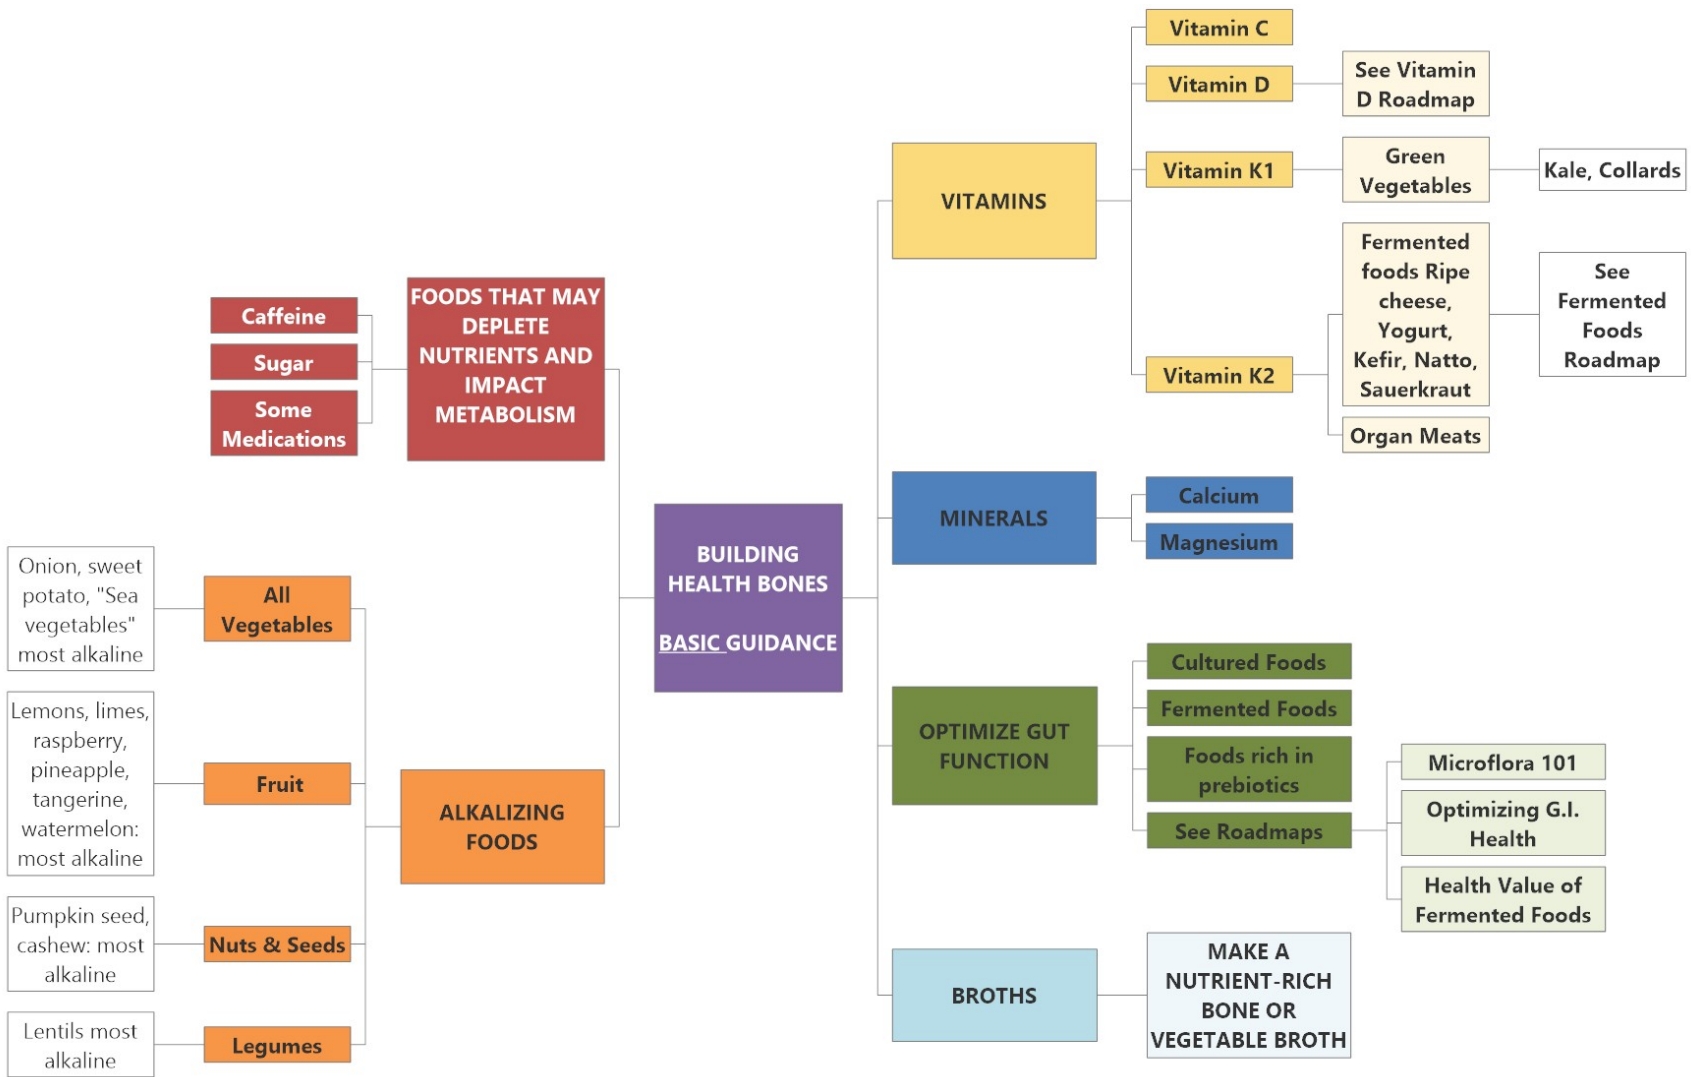 BUILDING
HEALTH BONES
BASIC GUIDANCE
FOODS THAT MAY
DEPLETE
NUTRIENTS AND
IMPACT
METABOLISM
Caffeine
Sugar
Some
Medications
ALKALIZING
FOODS
All
Vegetables
Onion, sweet
potato, "Sea
vegetables"
most alkaline
Fruit
Lemons, limes,
raspberry,
pineapple,
tangerine,
watermelon:
most alkaline
Nuts & Seeds
Pumpkin seed,
cashew: most
alkaline
Legumes
Lentils most
alkaline
VITAMINS
Vitamin C
Vitamin D
See Vitamin
D Roadmap
Vitamin K1
Green
Vegetables
Kale, Collards
Vitamin K2
Fermented
foods Ripe
cheese,
Yogurt,
Kefir, Natto,
Sauerkraut
See
Fermented
Foods
Roadmap
Organ Meats
MINERALS
Calcium
Magnesium
OPTIMIZE GUT
FUNCTION
Cultured Foods
Fermented Foods
Foods rich in
prebiotics
See Roadmaps
Microflora 101
Optimizing G.I.
Health
Health Value of
Fermented Foods
BROTHS
MAKE A
NUTRIENT-RICH
BONE OR
VEGETABLE BROTH